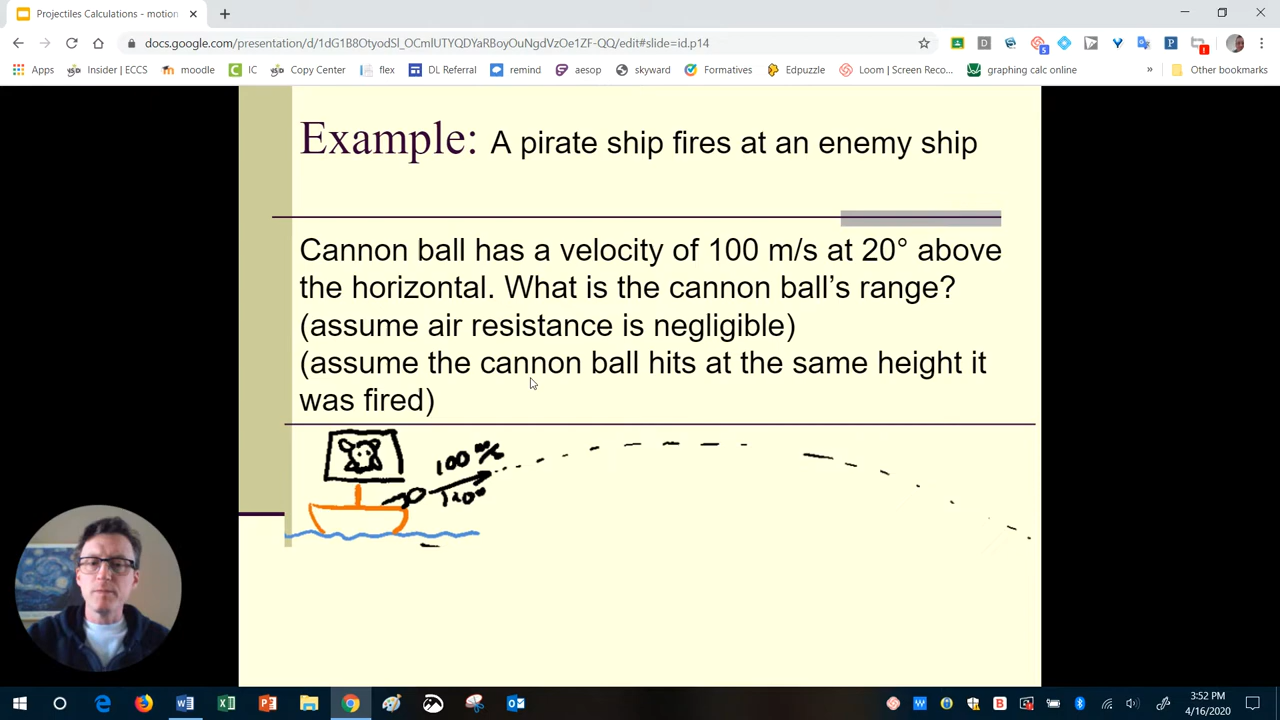 Projectiles Calculations - motion
docs.google.com/presentation/d/1dG1B8OtyodSl_OCmlUTYQDYaRBoyOuNgdVzOe1ZF-QQ/edit#slide=id.p14
Apps Insider | ECCS moodle IC Copy Center flex DL Referral remind aesop skyward Formatives Edpuzzle Loom | Screen Reco... graphing calc online » Other bookmarks
Example: A pirate ship fires at an enemy ship
Cannon ball has a velocity of 100 m/s at 20° above
the horizontal. What is the cannon ball's range?
(assume air resistance is negligible)
(assume the cannon ball hits at the same height it
was fired)
100 m/s
20°
3:52 PM
4/16/2020